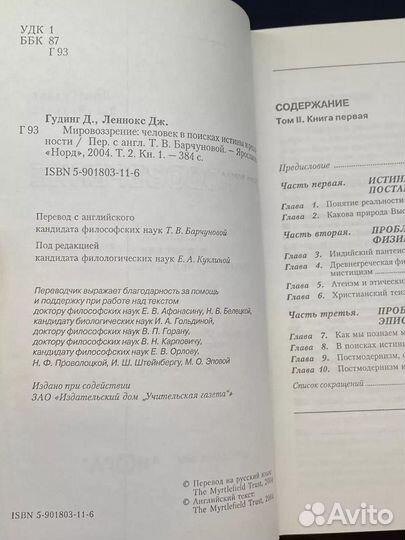 УДК 1
ББК 87
Г 93
Гудинг Д., Леннокс Дж.
Г 93 Мировоззрение: человек в поисках истины и
ности / Пер. с англ. Т. В. Барчуновой. –
«Норд», 2004. Т. 2. Кн. 1. – 384 с.
ISBN 5-901803-11-6
Перевод с английского
кандидата философских наук Т. В. Барчуновой
Под редакцией
кандидата филологических наук Е. А. Куклиной
Переводчик выражает благодарность за помощь
и поддержку при работе над текстом
доктору философских наук Е. В. Афонасину, Н. В. Белецкой,
кандидату биологических наук И. А. Гольдиной,
доктору философских наук В. П. Горану,
доктору философских наук В. Н. Карповичу,
кандидату философских наук Е. В. Орлову,
Н. Ф. Проволоцкой, И. Ш. Штейнбергу, М. О. Эповой
Издано при содействии
ЗАО «Издательский дом „Учительская газета"»
© Перевод на русский язык:
The Myrtlefield Trust, 2004
© Английский текст:
The Myrtlefield Trust, 2004
ISBN 5-901803-11-6
СОДЕРЖАНИЕ
Том II. Книга первая
Предисловие
Часть первая. ИСТИН
ПОСТА
Глава 1. Понятие реальности
Глава 2. Какова природа Выс
Часть вторая. ПРОБЛ
ФИЗИ
Глава 3. Индийский пантеис
Глава 4. Древнегреческая ф
мистицизм
Глава 5. Атеизм и этически
Глава 6. Христианский теиз
Часть третья. ПРОБ
ЭПИС
Глава 7. Как мы познаем м
Глава 8. В поисках истины
Глава 9. Постмодернизм,
Глава 10. Постмодернизм и
Список сокращений
Avito